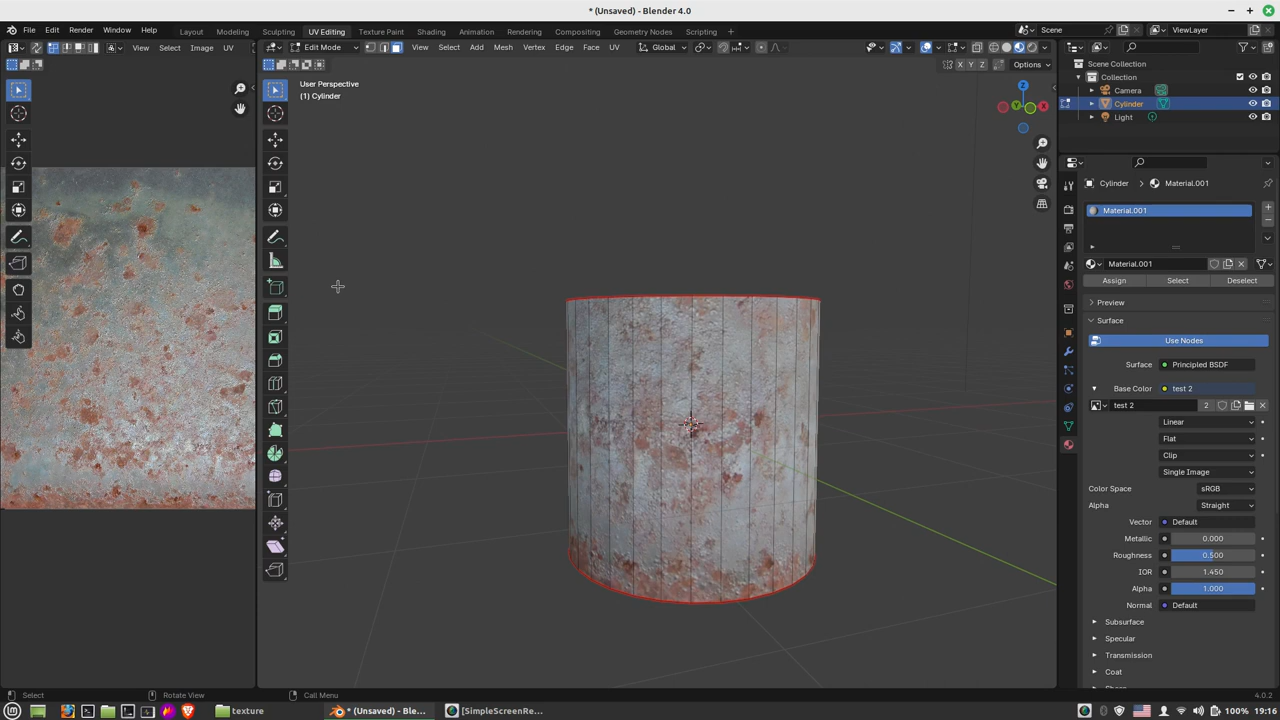 * (Unsaved) - Blender 4.0
File Edit Render Window Help Layout Modeling Sculpting UV Editing Texture Paint Shading Animation Rendering Compositing Geometry Nodes Scripting Scene ViewLayer
View Select Image UV Edit Mode View Select Add Mesh Vertex Edge Face UV Global
X Y Z Options
User Perspective
(1) Cylinder
Scene Collection
Collection
Camera
Cylinder
Light
Z
Y
X
Cylinder Material.001
Material.001
Material.001
Assign Select Deselect
Preview
Surface
Use Nodes
Surface Principled BSDF
Base Color test 2
test 2 2
Linear
Flat
Clip
Single Image
Color Space sRGB
Alpha Straight
Vector Default
Metallic 0.000
Roughness 0.500
IOR 1.450
Alpha 1.000
Normal Default
Subsurface
Specular
Transmission
Coat
Select Rotate View Call Menu 4.0.2
texture * (Unsaved) - Ble... [SimpleScreenRe... 100% 19:16